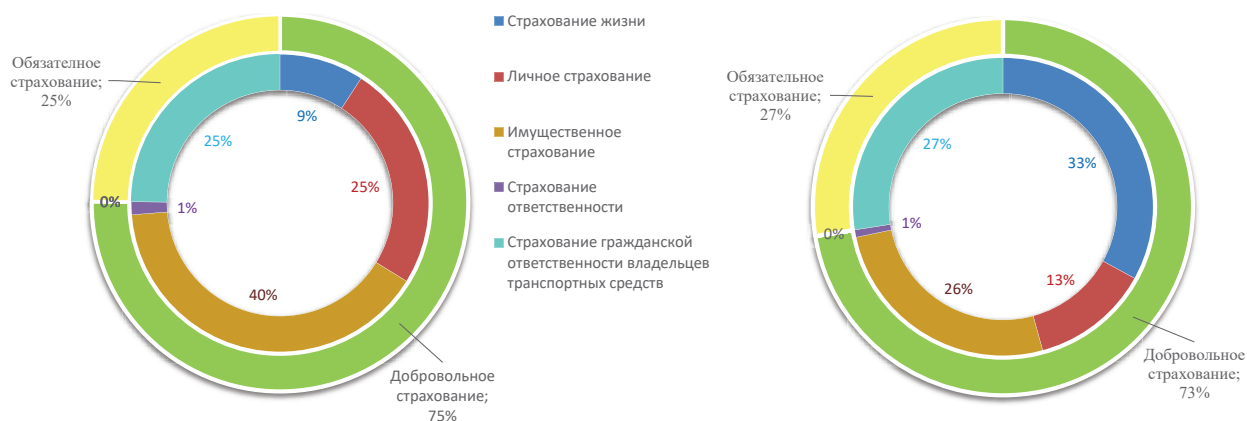 Обязателное
страхование;
25%
25%
9%
25%
0%
1%
40%
Добровольное
страхование;
75%
Страхование жизни
Личное страхование
Имущественное
страхование
Страхование
ответственности
Страхование гражданской
ответственности владельцев
транспортных средств
Обязательное
страхование;
27%
27%
33%
0%
1%
26%
13%
Добровольное
страхование;
73%